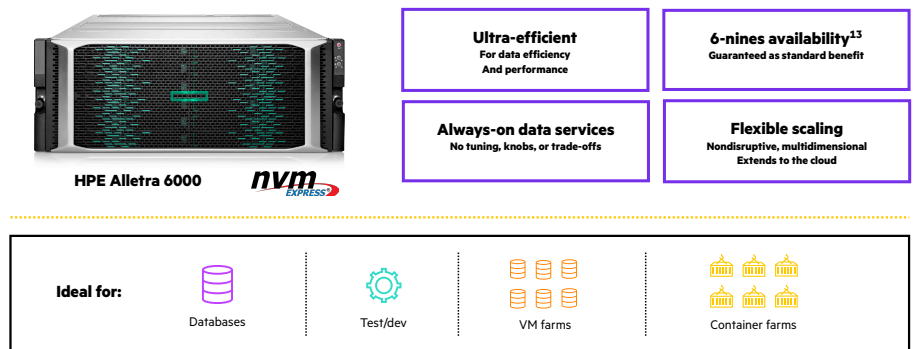 Ultra-efficient
For data efficiency
And performance
6-nines availability¹³
Guaranteed as standard benefit
Always-on data services
No tuning, knobs, or trade-offs
Flexible scaling
Nondisruptive, multidimensional
Extends to the cloud
HPE Alletra 6000
nvm
EXPRESS®
Ideal for:
Databases
Test/dev
VM farms
Container farms